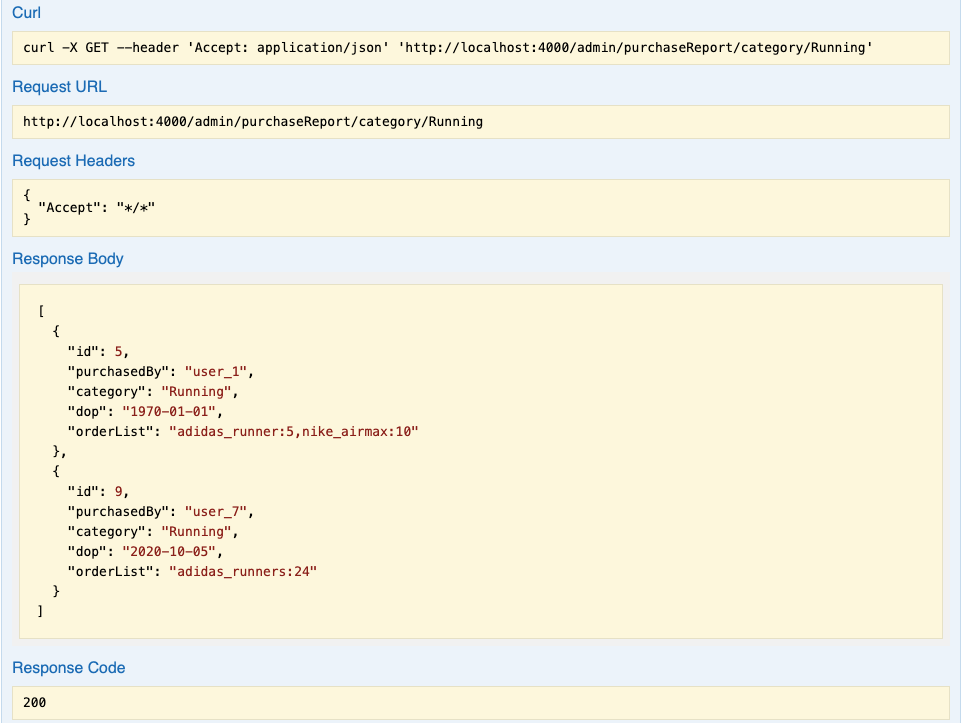 Curl
curl -X GET --header 'Accept: application/json' 'http://localhost:4000/admin/purchaseReport/category/Running'
Request URL
http://localhost:4000/admin/purchaseReport/category/Running
Request Headers
{
  "Accept": "*/*"
}
Response Body
[
  {
    "id": 5,
    "purchasedBy": "user_1",
    "category": "Running",
    "dop": "1970-01-01",
    "orderList": "adidas_runner:5,nike_airmax:10"
  },
  {
    "id": 9,
    "purchasedBy": "user_7",
    "category": "Running",
    "dop": "2020-10-05",
    "orderList": "adidas_runners:24"
  }
]
Response Code
200